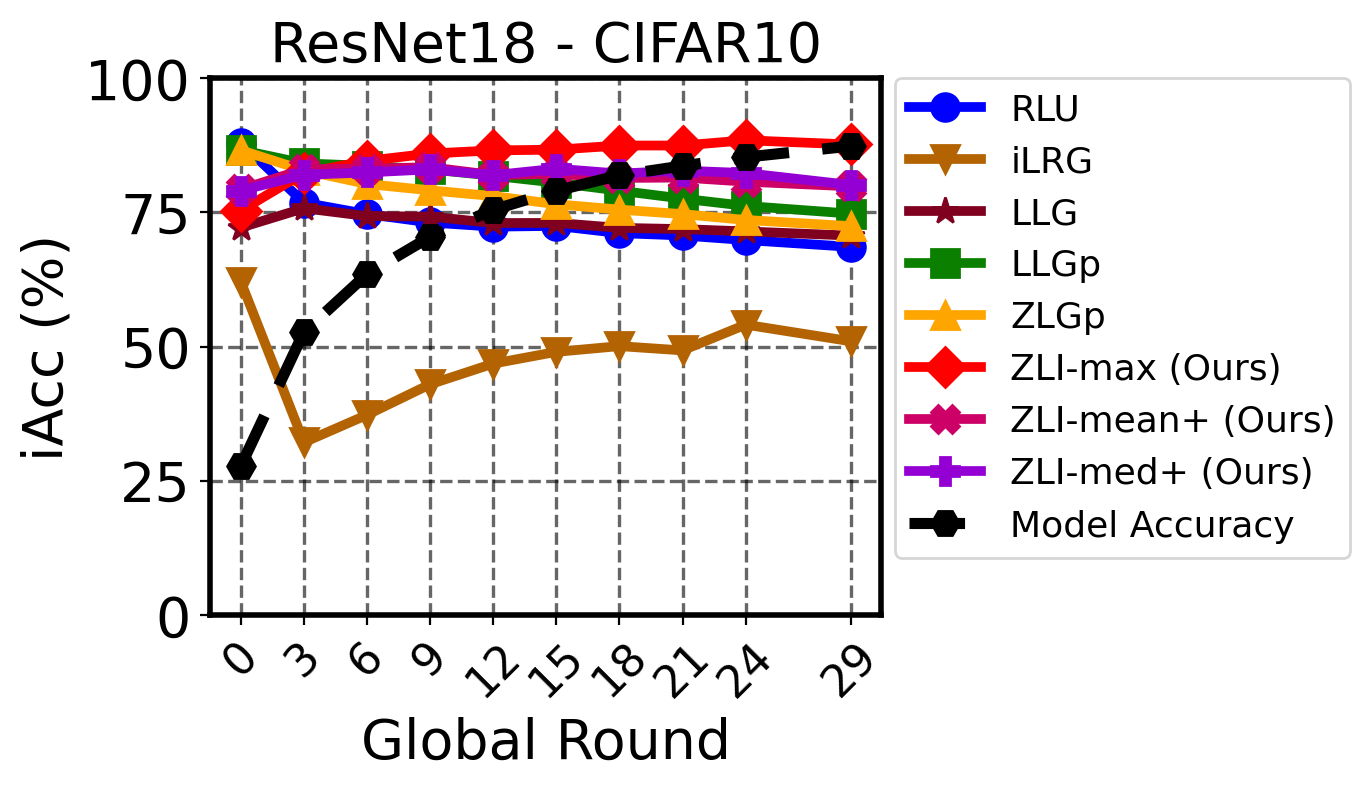 ResNet18 - CIFAR10
100
75
50
25
0
iAcc (%)
0 3 6 9 12 15 18 21 24 29
Global Round
RLU
iLRG
LLG
LLGp
ZLGp
ZLI-max (Ours)
ZLI-mean+ (Ours)
ZLI-med+ (Ours)
Model Accuracy